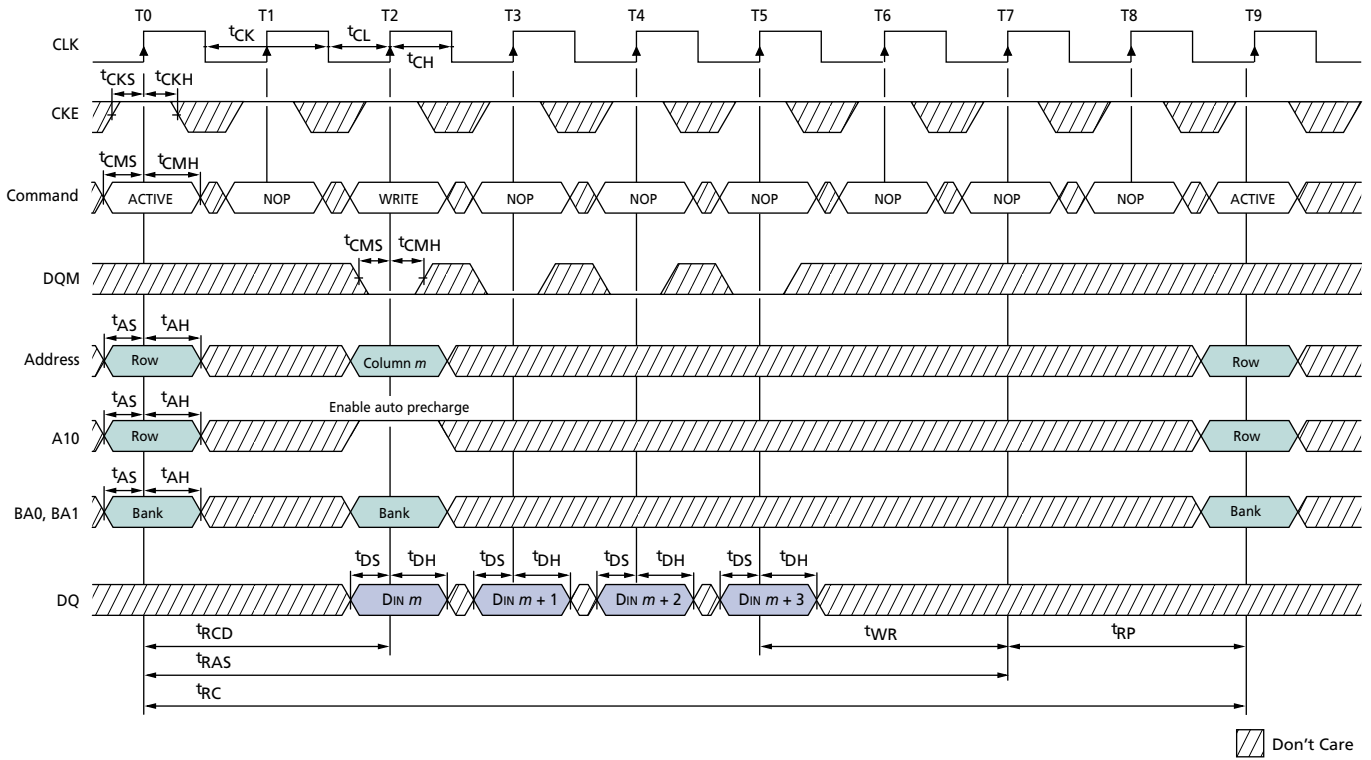 T0 T1 T2 T3 T4 T5 T6 T7 T8 T9
CLK tCK tCL tCH
tCKS tCKH
CKE
tCMS tCMH
Command ACTIVE NOP WRITE NOP NOP NOP NOP NOP NOP ACTIVE
tCMS tCMH
DQM
tAS tAH
Address Row Column m Row
tAS tAH Enable auto precharge
A10 Row Row
tAS tAH
BA0, BA1 Bank Bank Bank
tDS tDH tDS tDH tDS tDH tDS tDH
DQ DIN m DIN m + 1 DIN m + 2 DIN m + 3
tRCD tWR tRP
tRAS
tRC
Don't Care